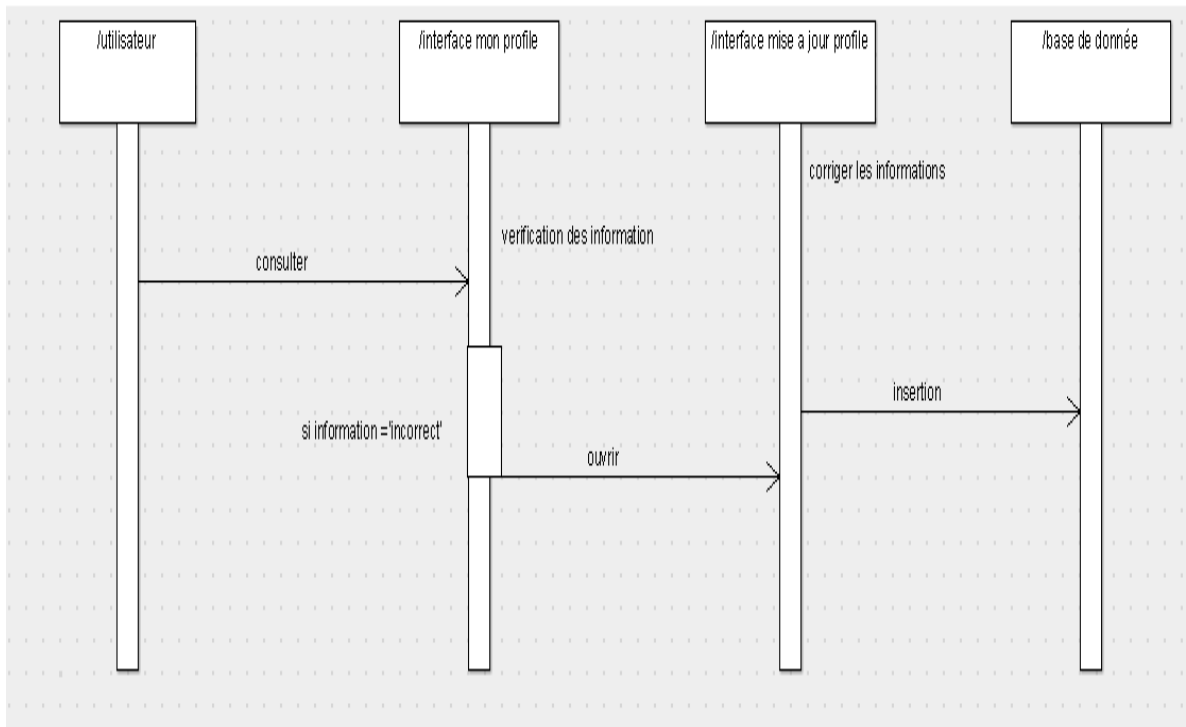 /utilisateur
/interface mon profile
/interface mise a jour profile
/base de donnée
corriger les informations
verification des information
consulter
insertion
si information ='incorrect'
ouvrir